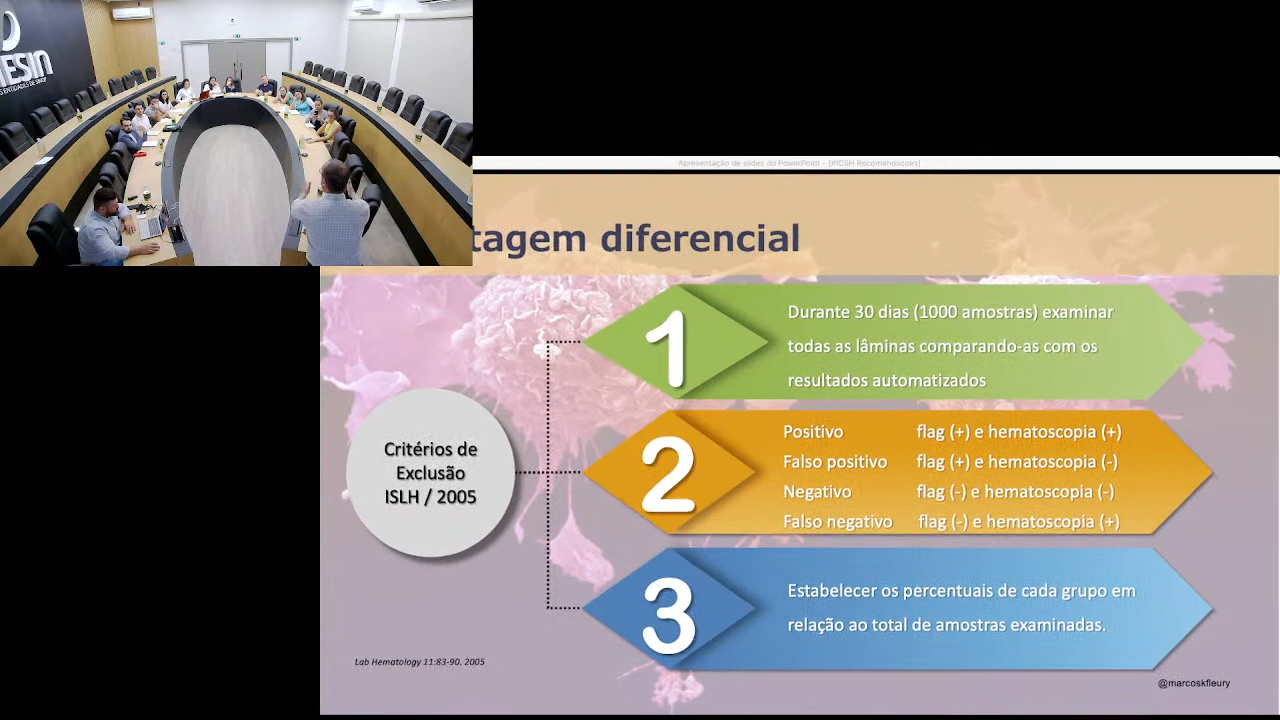 ESIN
Apresentação de slides do PowerPoint - [#ICSH.Recomendacoes]
tagem diferencial
1
Durante 30 dias (1000 amostras) examinar
todas as lâminas comparando-as com os
resultados automatizados
Critérios de
Exclusão
ISLH / 2005
2
Positivo flag (+) e hematoscopia (+)
Falso positivo flag (+) e hematoscopia (-)
Negativo flag (-) e hematoscopia (-)
Falso negativo flag (-) e hematoscopia (+)
3
Estabelecer os percentuais de cada grupo em
relação ao total de amostras examinadas.
Lab Hematology 11:83-90. 2005
@marcoskfleury